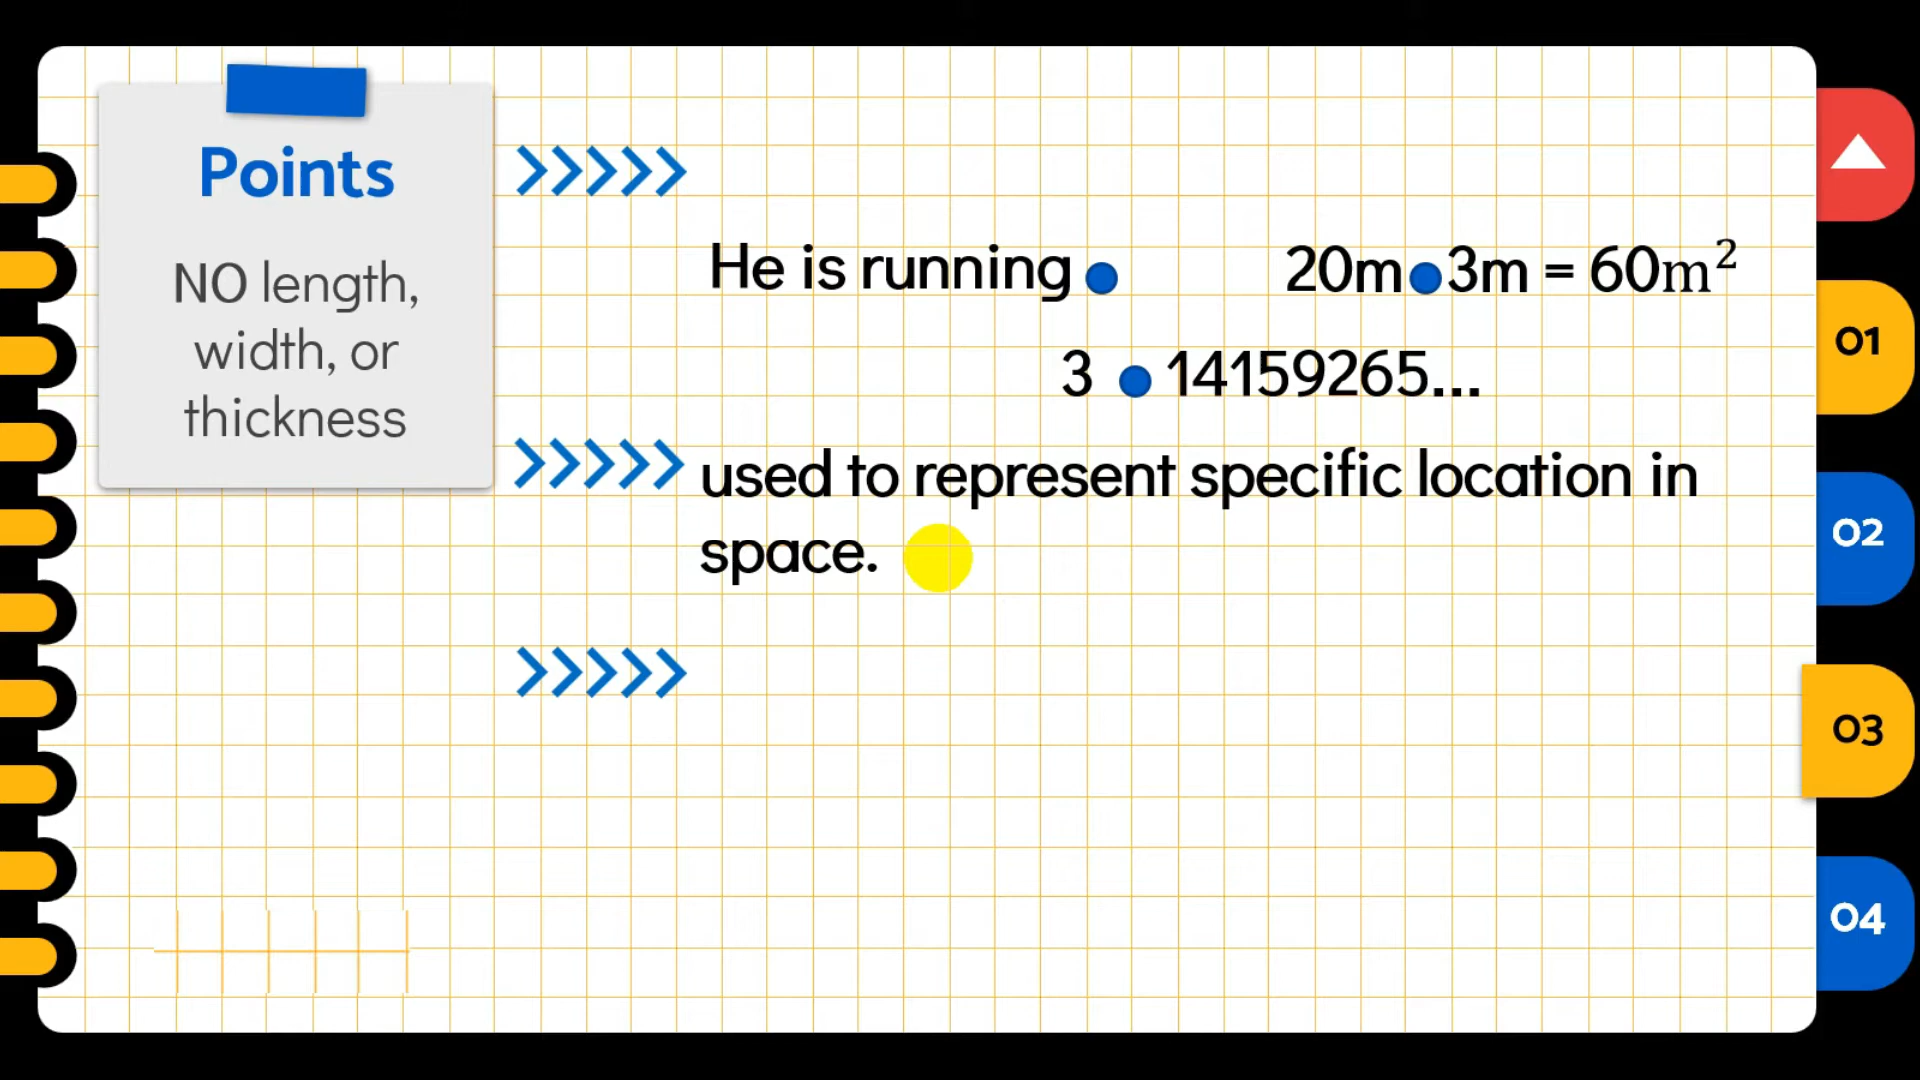 Points
NO length,
width, or
thickness
He is running●
20m●3m = 60m²
3 ●14159265...
used to represent specific location in
space.
01
02
03
04